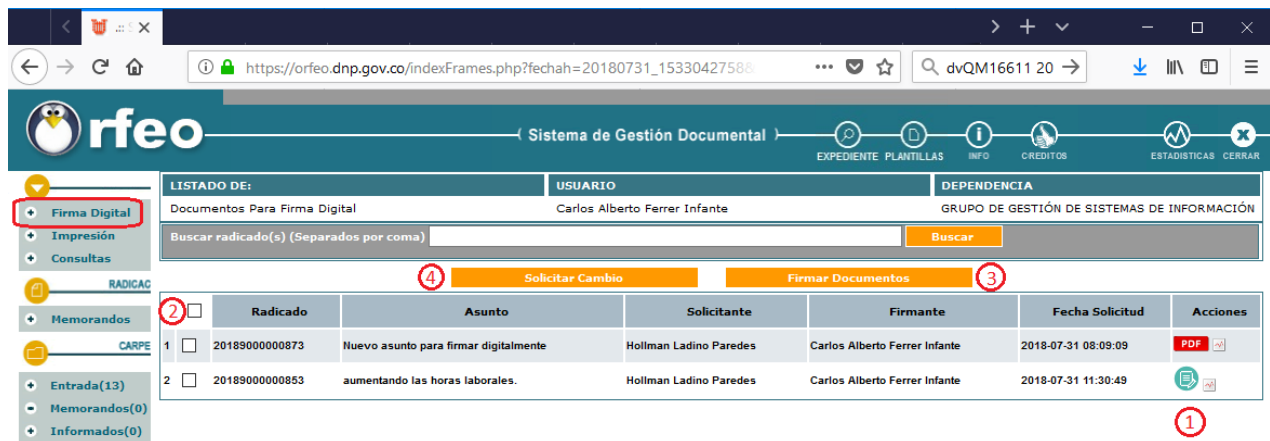 https://orfeo.dnp.gov.co/indexFrames.php?fechah=20180731_1533042758&
dvQM16611 20
rfeo
Sistema de Gestión Documental
EXPEDIENTE PLANTILLAS INFO CREDITOS ESTADISTICAS CERRAR
LISTADO DE: USUARIO DEPENDENCIA
Documentos Para Firma Digital Carlos Alberto Ferrer Infante GRUPO DE GESTIÓN DE SISTEMAS DE INFORMACIÓN
Firma Digital
Impresión
Consultas
RADICAC
Memorandos
CARPE
Entrada(13)
Memorandos(0)
Informados(0)
Buscar radicado(s) (Separados por coma) Buscar
4 Solicitar Cambio Firmar Documentos 3
2 Radicado Asunto Solicitante Firmante Fecha Solicitud Acciones
1 20189000000873 Nuevo asunto para firmar digitalmente Hollman Ladino Paredes Carlos Alberto Ferrer Infante 2018-07-31 08:09:09 PDF
2 20189000000853 aumentando las horas laborales. Hollman Ladino Paredes Carlos Alberto Ferrer Infante 2018-07-31 11:30:49
1